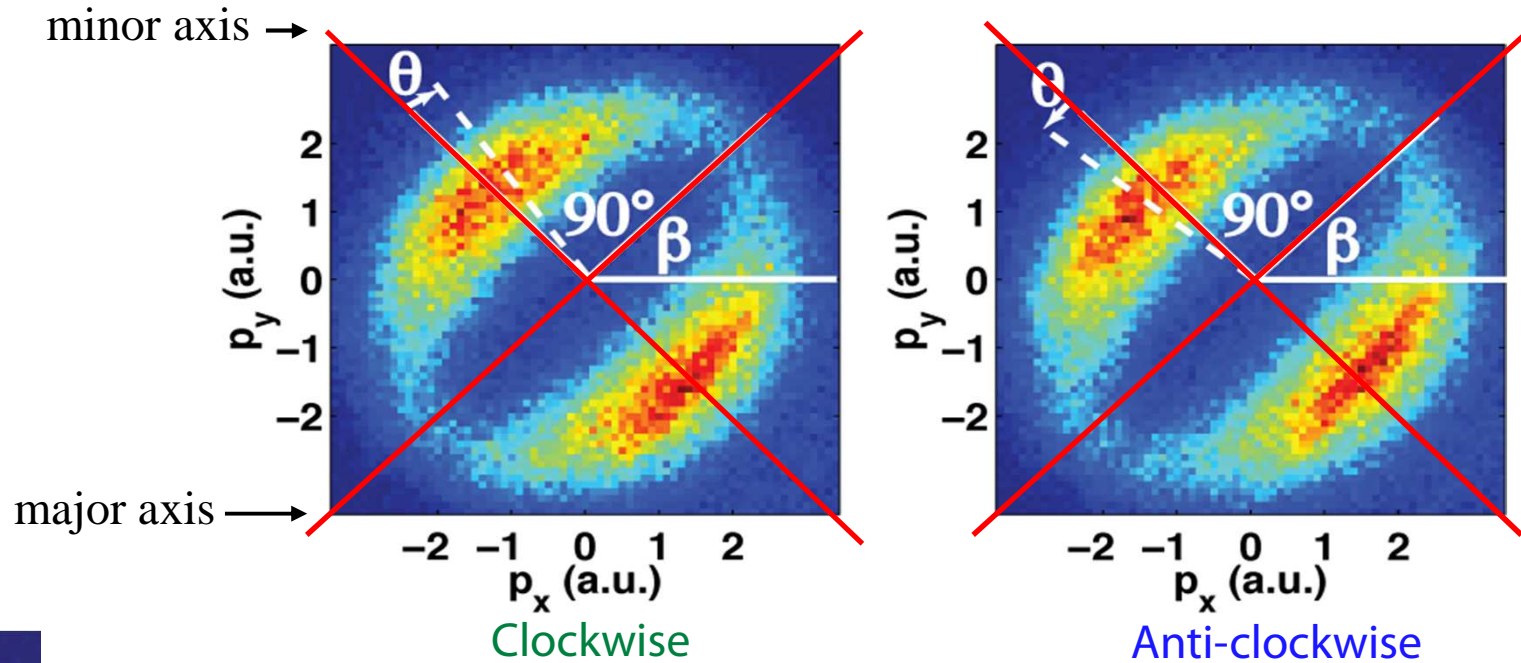 minor axis
major axis
θ
90°
β
2
1
0
−1
−2
p_y (a.u.)
−2 −1 0 1 2
p_x (a.u.)
Clockwise
θ
90°
β
2
1
0
−1
−2
p_y (a.u.)
−2 −1 0 1 2
p_x (a.u.)
Anti-clockwise